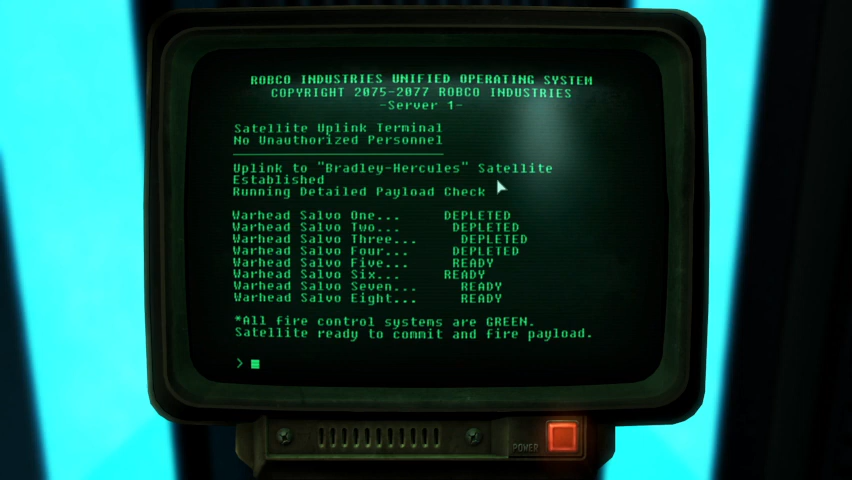 ROBCO INDUSTRIES UNIFIED OPERATING SYSTEM
COPYRIGHT 2075-2077 ROBCO INDUSTRIES
-Server 1-
Satellite Uplink Terminal
No Unauthorized Personnel
Uplink to "Bradley-Hercules" Satellite
Established
Running Detailed Payload Check
Warhead Salvo One... DEPLETED
Warhead Salvo Two... DEPLETED
Warhead Salvo Three... DEPLETED
Warhead Salvo Four... DEPLETED
Warhead Salvo Five... READY
Warhead Salvo Six... READY
Warhead Salvo Seven... READY
Warhead Salvo Eight... READY
*All fire control systems are GREEN.
Satellite ready to commit and fire payload.
>
POWER